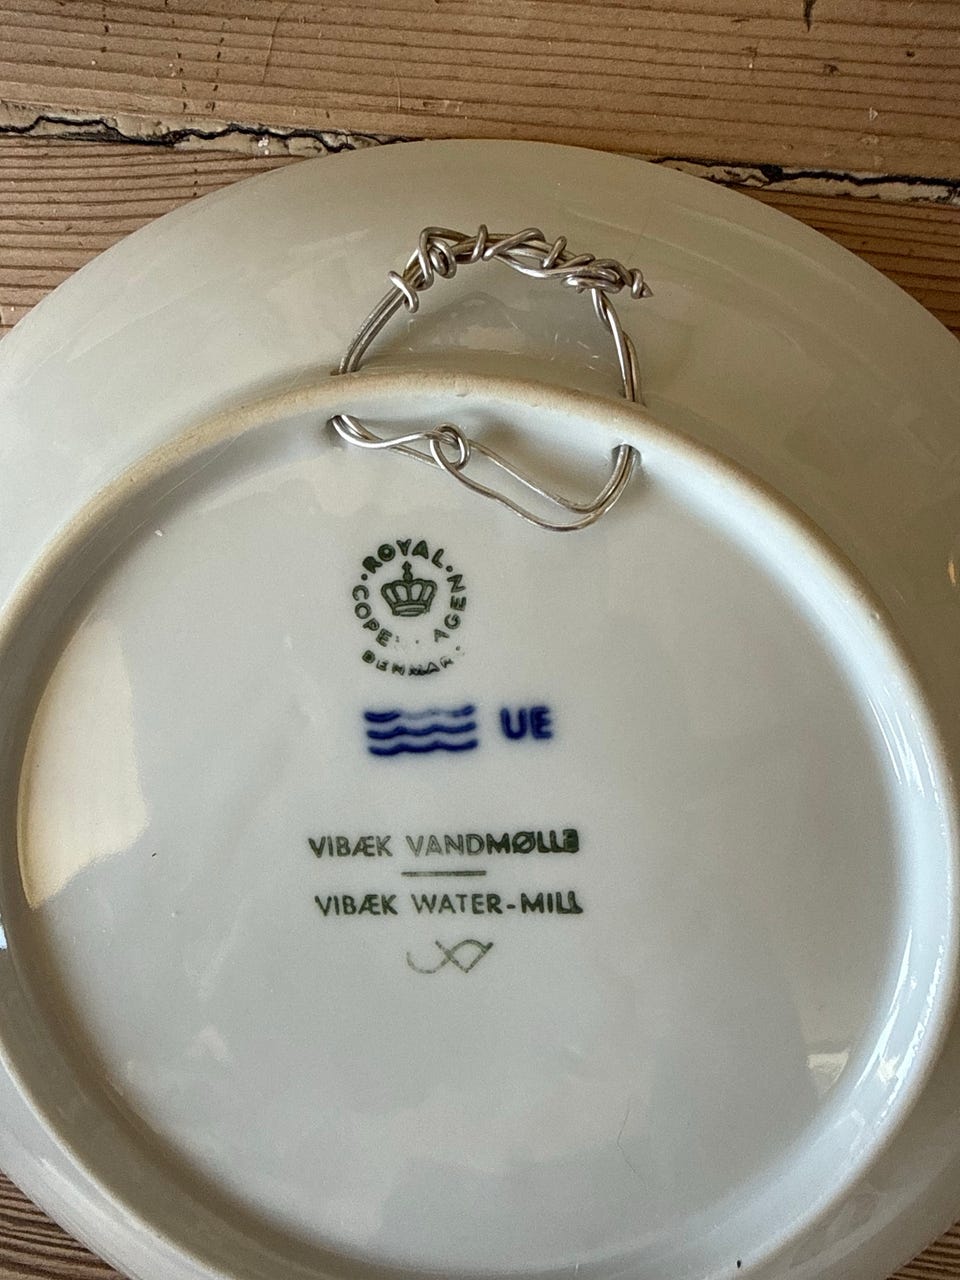 ROYAL
COPE AGEN
DENMAR
UE
VIBÆK VANDMØLLE
VIBÆK WATER-MILL